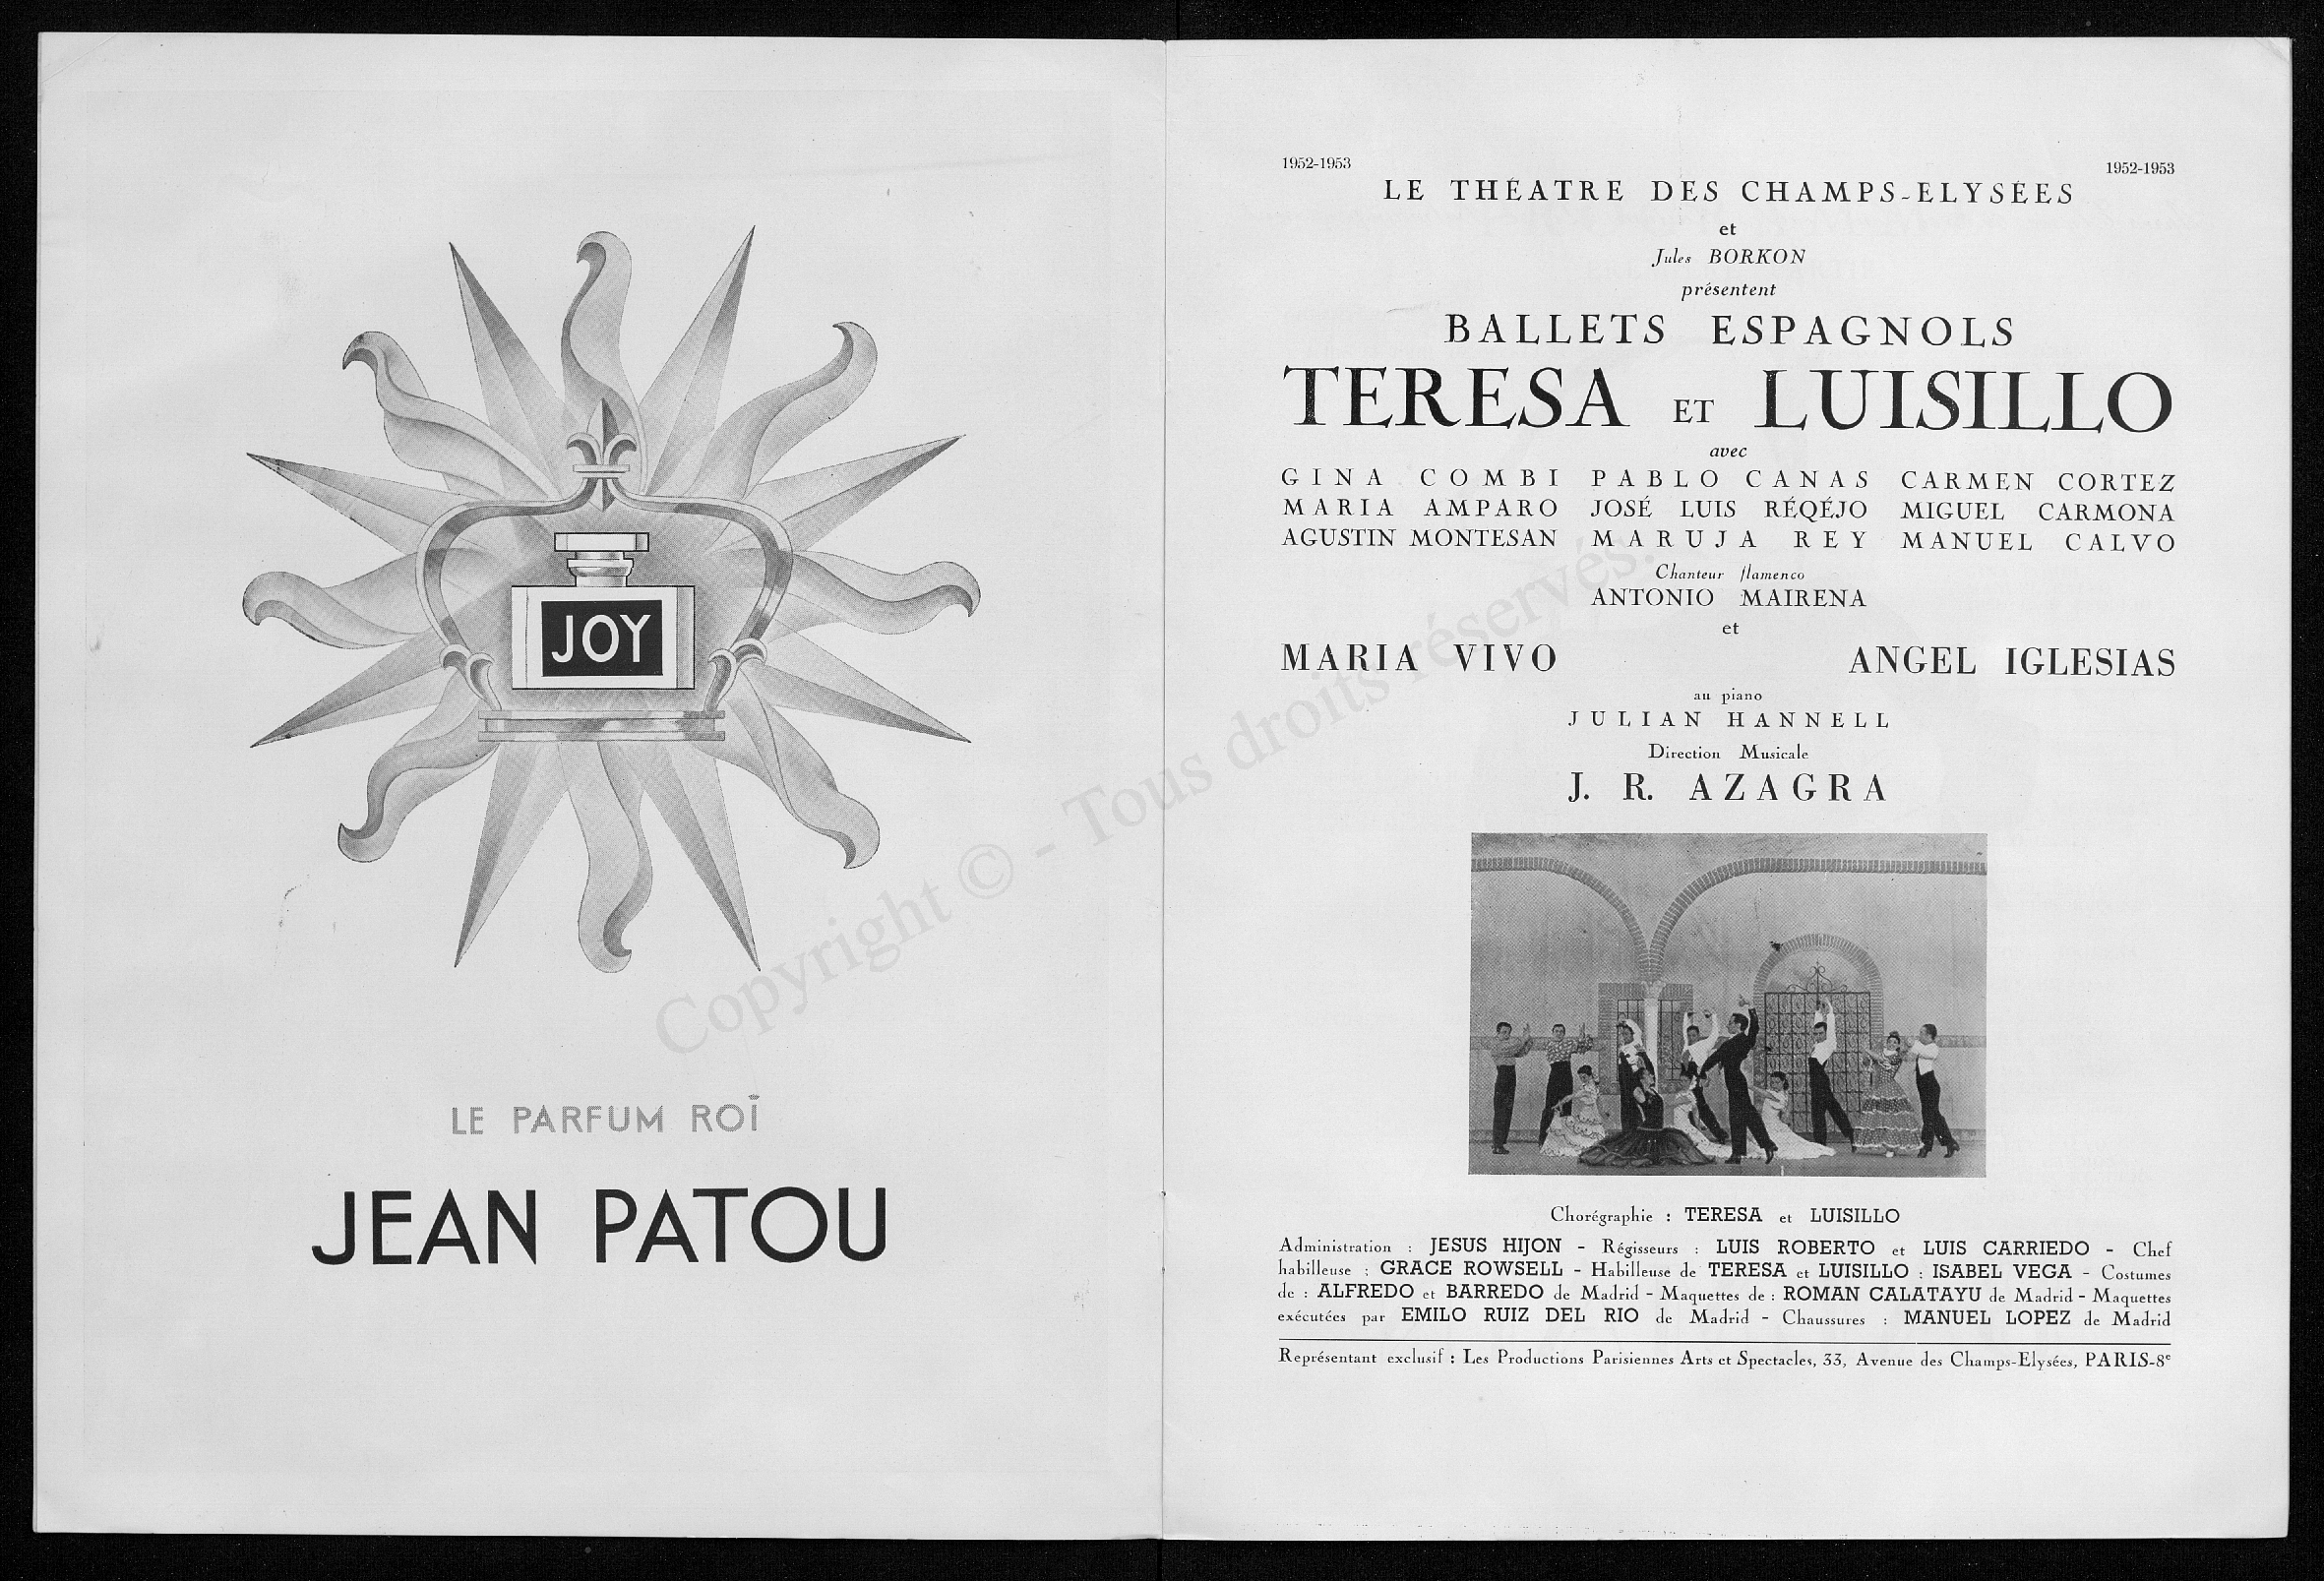 JOY
LE PARFUM ROI
JEAN PATOU
1952-1953 1952-1953
LE THÉATRE DES CHAMPS-ELYSÉES
et
Jules BORKON
présentent
BALLETS ESPAGNOLS
TERESA ET LUISILLO
avec
GINA COMBI PABLO CANAS CARMEN CORTEZ
MARIA AMPARO JOSÉ LUIS RÉQÉJO MIGUEL CARMONA
AGUSTIN MONTESAN MARUJA REY MANUEL CALVO
Chanteur flamenco
ANTONIO MAIRENA
et
MARIA VIVO ANGEL IGLESIAS
au piano
JULIAN HANNELL
Direction Musicale
J. R. AZAGRA
Chorégraphie : TERESA et LUISILLO
Administration : JESUS HIJON - Régisseurs : LUIS ROBERTO et LUIS CARRIEDO - Chef
habilleuse : GRACE ROWSELL - Habilleuse de TERESA et LUISILLO : ISABEL VEGA - Costumes
de : ALFREDO et BARREDO de Madrid - Maquettes de : ROMAN CALATAYU de Madrid - Maquettes
exécutées par EMILO RUIZ DEL RIO de Madrid - Chaussures : MANUEL LOPEZ de Madrid
Représentant exclusif : Les Productions Parisiennes Arts et Spectacles, 33, Avenue des Champs-Elysées, PARIS-8e
Copyright © - Tous droits réservés.